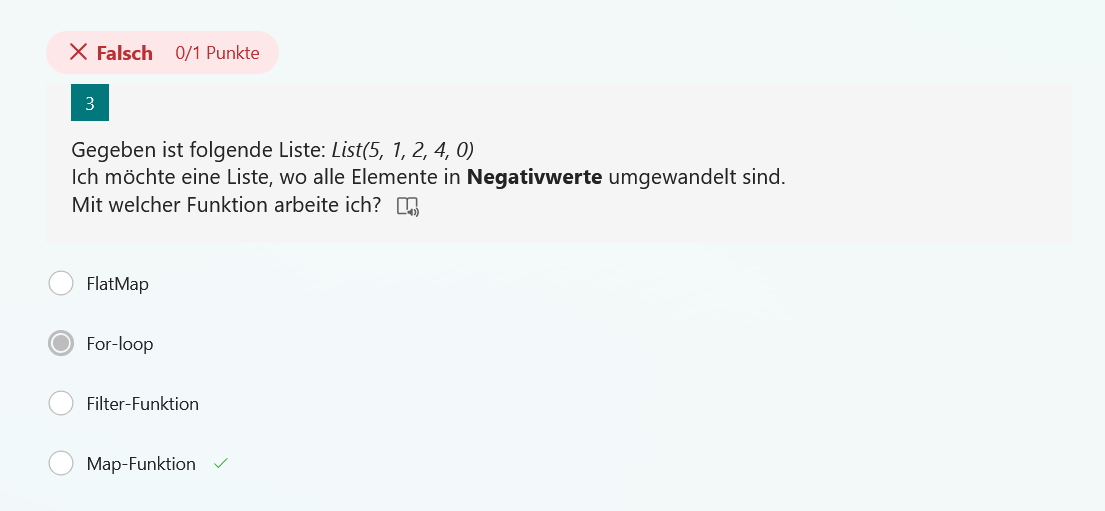 Falsch 0/1 Punkte
3
Gegeben ist folgende Liste: List(5, 1, 2, 4, 0)
Ich möchte eine Liste, wo alle Elemente in Negativwerte umgewandelt sind.
Mit welcher Funktion arbeite ich?
FlatMap
For-loop
Filter-Funktion
Map-Funktion